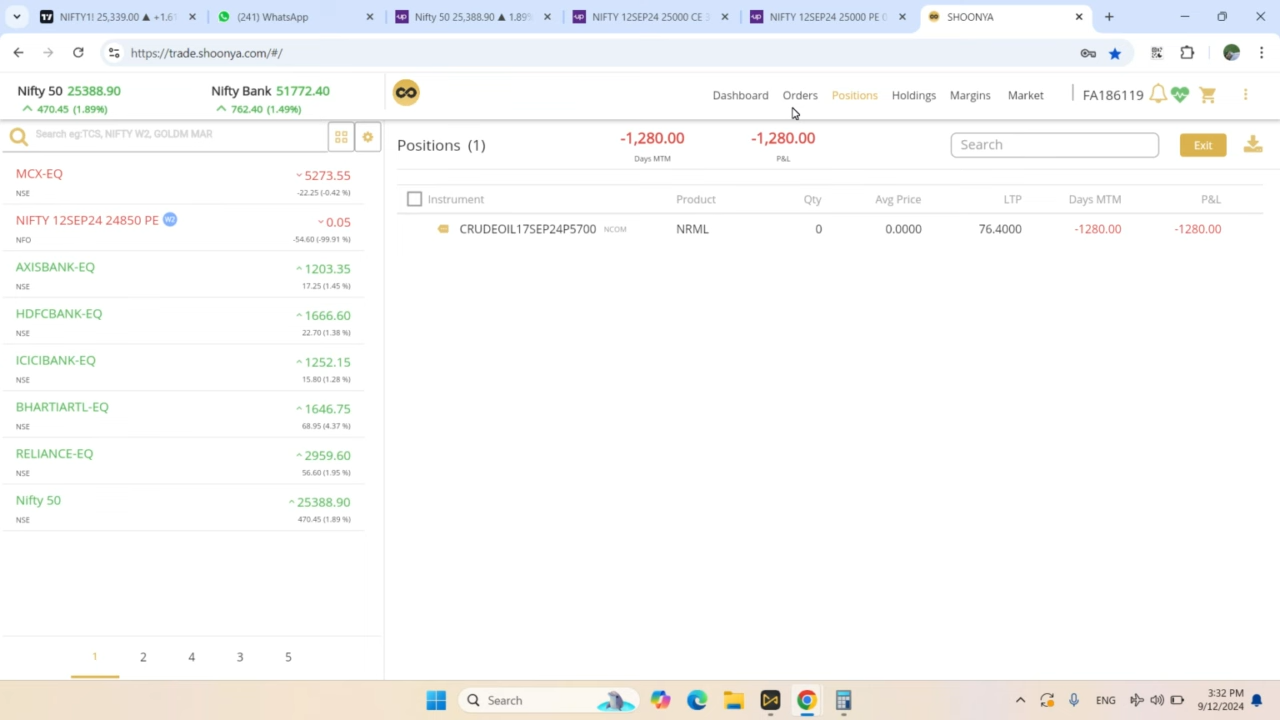 NIFTY1! 25,339.00 ▲ +1.61
(241) WhatsApp
Nifty 50 25,388.90 ▲ 1.89%
NIFTY 12SEP24 25000 CE
NIFTY 12SEP24 25000 PE
SHOONYA
https://trade.shoonya.com/#/
Nifty 50 25388.90
470.45 (1.89%)
Nifty Bank 51772.40
762.40 (1.49%)
Dashboard Orders Positions Holdings Margins Market FA186119
Search eg:TCS, NIFTY W2, GOLDM MAR
MCX-EQ 5273.55
NSE -22.25 (-0.42 %)
NIFTY 12SEP24 24850 PE W2 0.05
NFO -54.60 (-99.91 %)
AXISBANK-EQ 1203.35
NSE 17.25 (1.45 %)
HDFCBANK-EQ 1666.60
NSE 22.70 (1.38 %)
ICICIBANK-EQ 1252.15
NSE 15.80 (1.28 %)
BHARTIARTL-EQ 1646.75
NSE 68.95 (4.37 %)
RELIANCE-EQ 2959.60
NSE 56.60 (1.95 %)
Nifty 50 25388.90
NSE 470.45 (1.89 %)
1 2 4 3 5
Positions (1)
-1,280.00
Days MTM
-1,280.00
P&L
Search
Exit
Instrument Product Qty Avg Price LTP Days MTM P&L
CRUDEOIL17SEP24P5700 NCOM NRML 0 0.0000 76.4000 -1280.00 -1280.00
Search
ENG
3:32 PM
9/12/2024